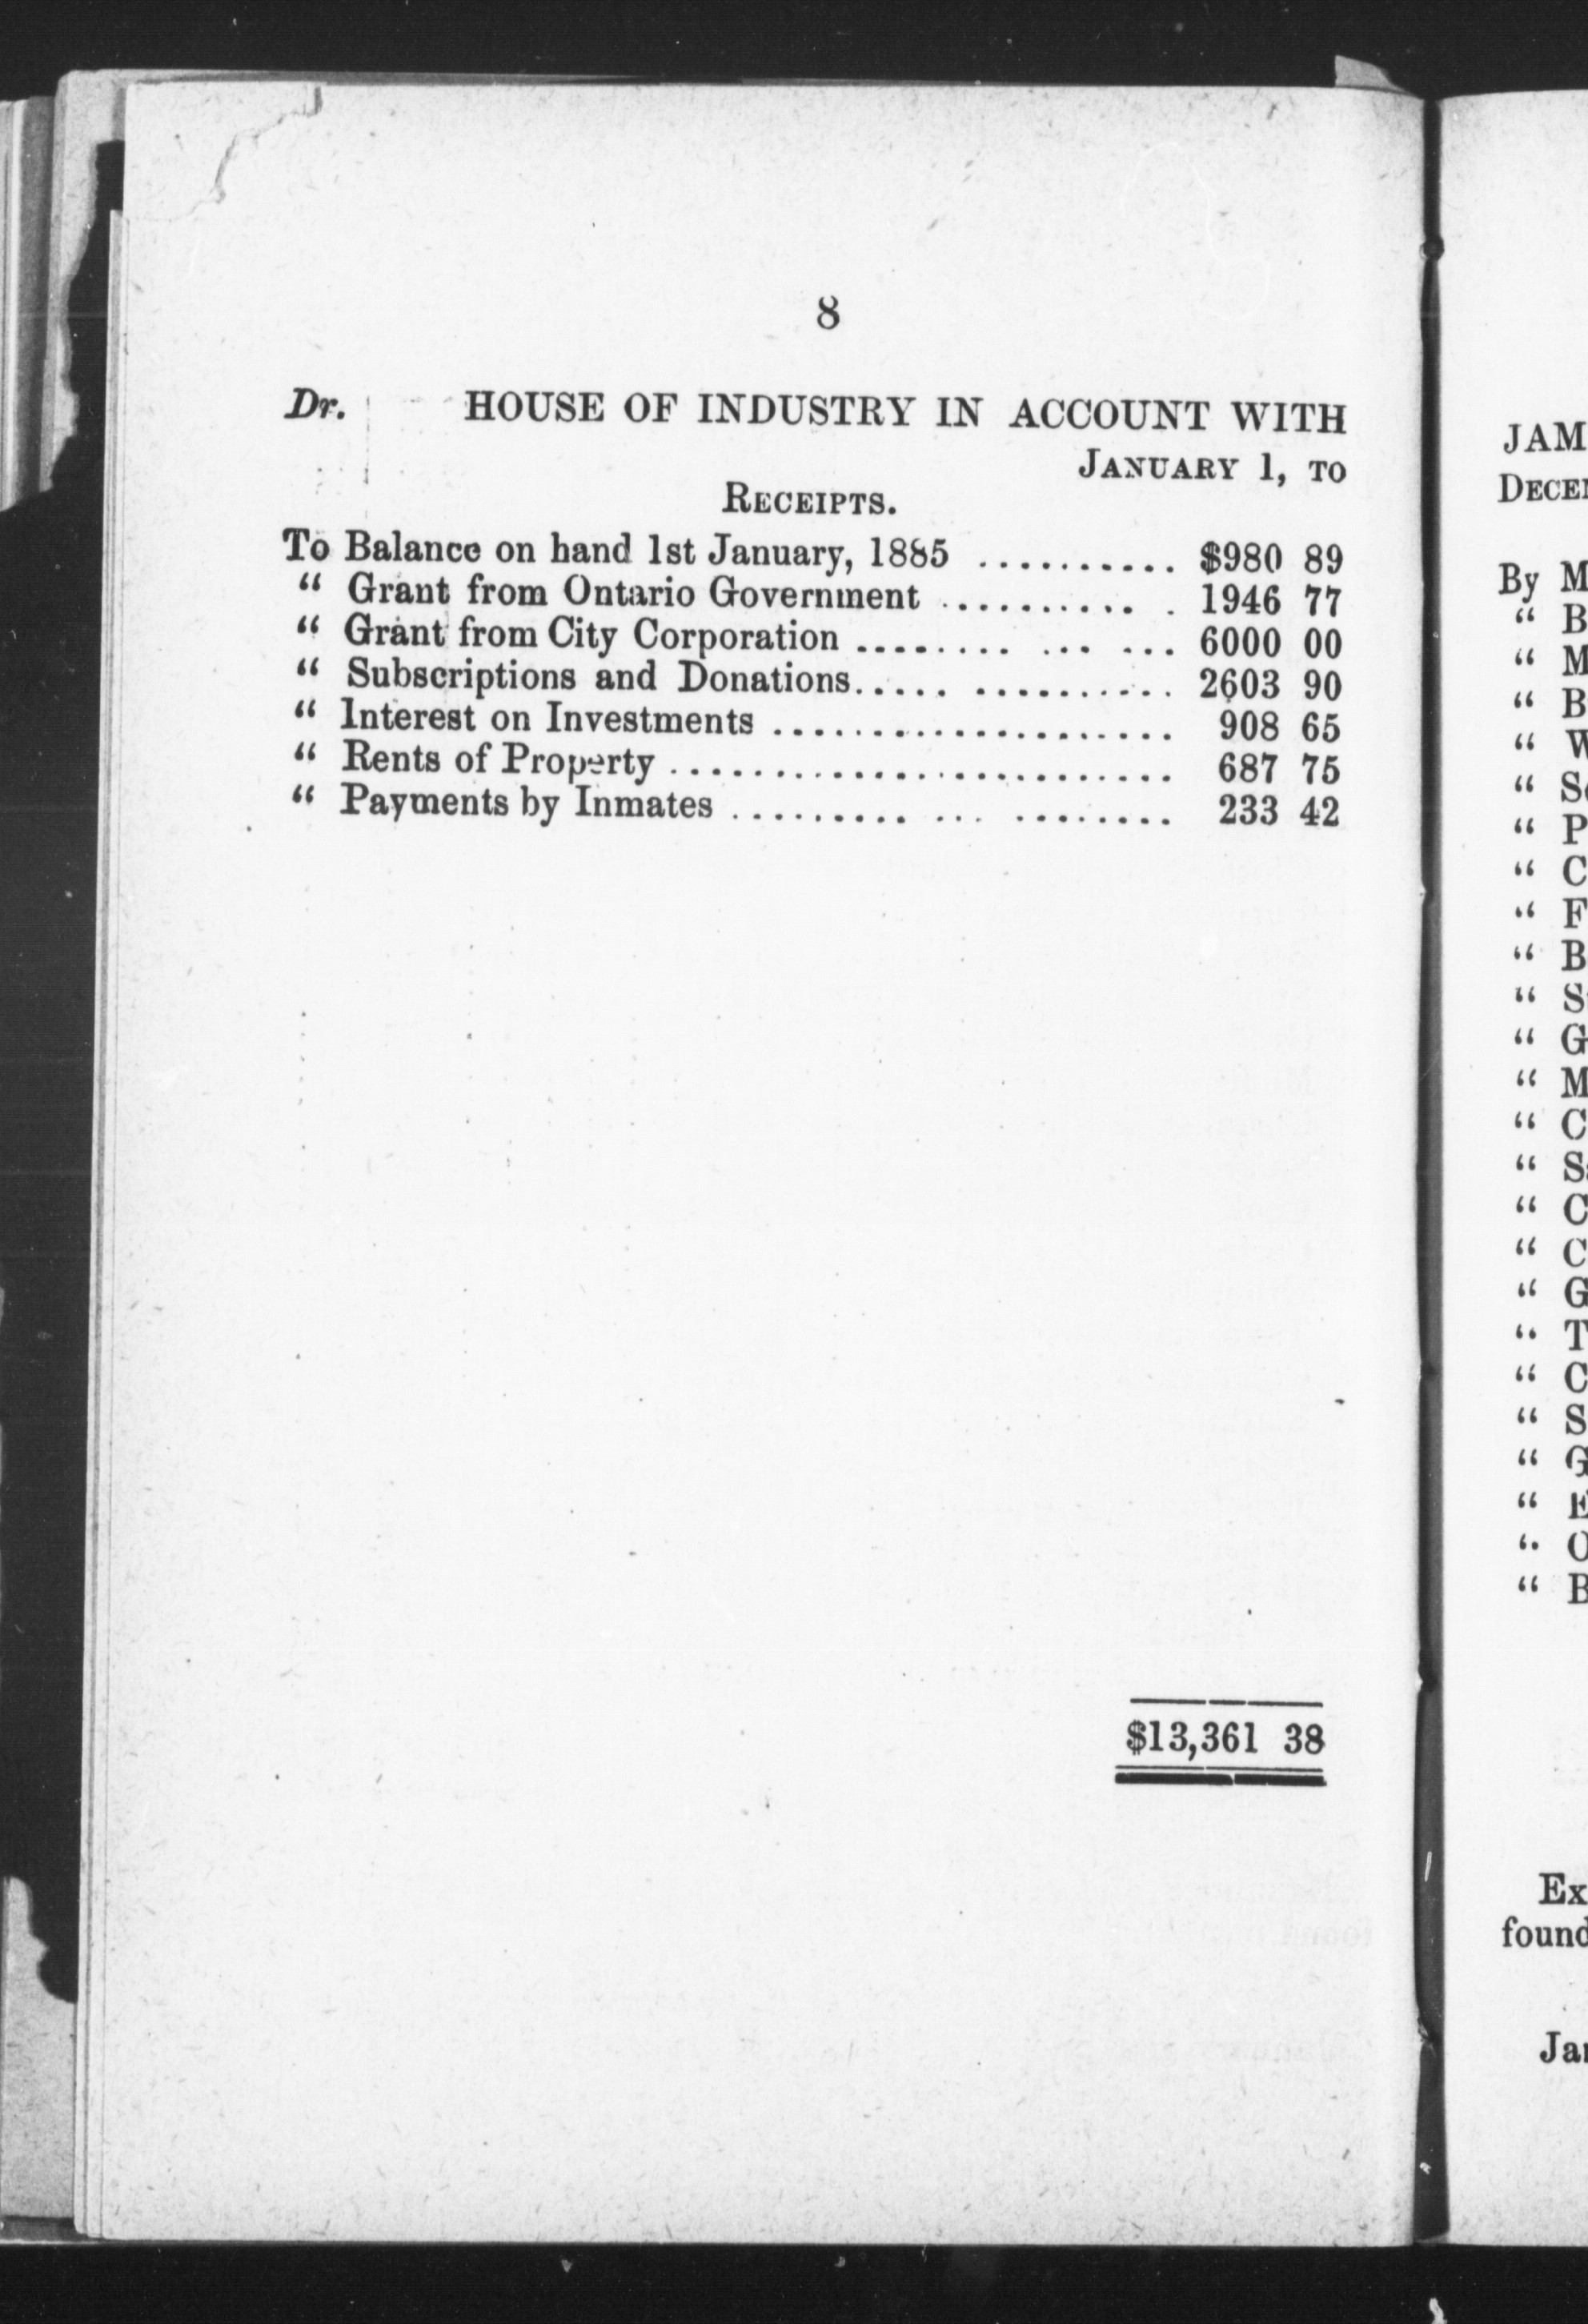 8
Dr. HOUSE OF INDUSTRY IN ACCOUNT WITH
JANUARY 1, TO
RECEIPTS.
To Balance on hand 1st January, 1885 .......... $980 89
“ Grant from Ontario Government .......... . 1946 77
“ Grant from City Corporation ........ ... ... 6000 00
“ Subscriptions and Donations..... .......... 2603 90
“ Interest on Investments .................... 908 65
“ Rents of Property ......................... 687 75
“ Payments by Inmates ......... ... ........ 233 42
$13,361 38
JAM
DECE
By M
“ B
“ M
“ B
“ W
“ S
“ P
“ C
“ F
“ B
“ S
“ G
“ M
“ C
“ S
“ C
“ C
“ G
“ T
“ C
“ S
“ G
“ E
“ O
“ B
Ex
found
Jan